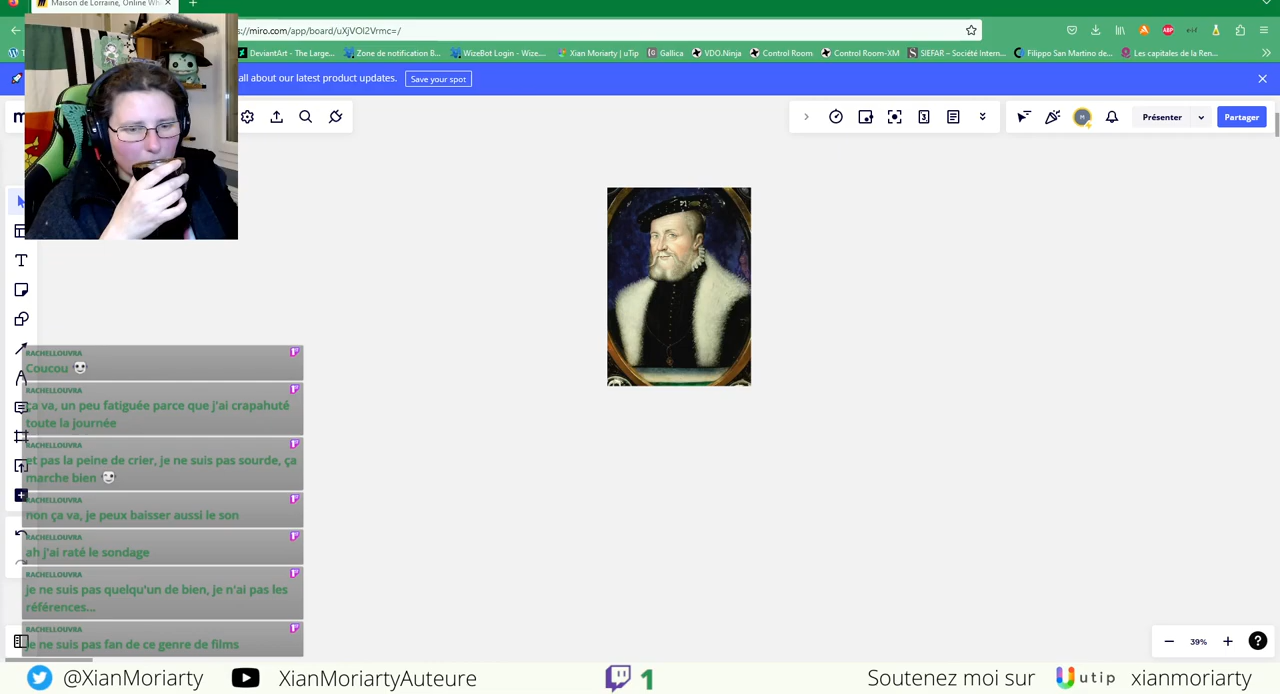 Maison de Lorraine, Online Wh
s://miro.com/app/board/uXjVOl2Vrmc=/
DeviantArt - The Large...
Zone de notification B...
WizeBot Login - Wize...
Xian Moriarty | uTip
Gallica
VDO.Ninja
Control Room
Control Room-XM
SIEFAR – Société Intern...
Filippo San Martino de...
Les capitales de la Ren...
all about our latest product updates.
Save your spot
Présenter
Partager
RACHELLOUVRA
Coucou
RACHELLOUVRA
ça va, un peu fatiguée parce que j'ai crapahuté
toute la journée
RACHELLOUVRA
et pas la peine de crier, je ne suis pas sourde, ça
marche bien
RACHELLOUVRA
non ça va, je peux baisser aussi le son
RACHELLOUVRA
ah j'ai raté le sondage
RACHELLOUVRA
je ne suis pas quelqu'un de bien, je n'ai pas les
références...
RACHELLOUVRA
je ne suis pas fan de ce genre de films
39%
@XianMoriarty
XianMoriartyAuteure
1
Soutenez moi sur
utip
xianmoriarty